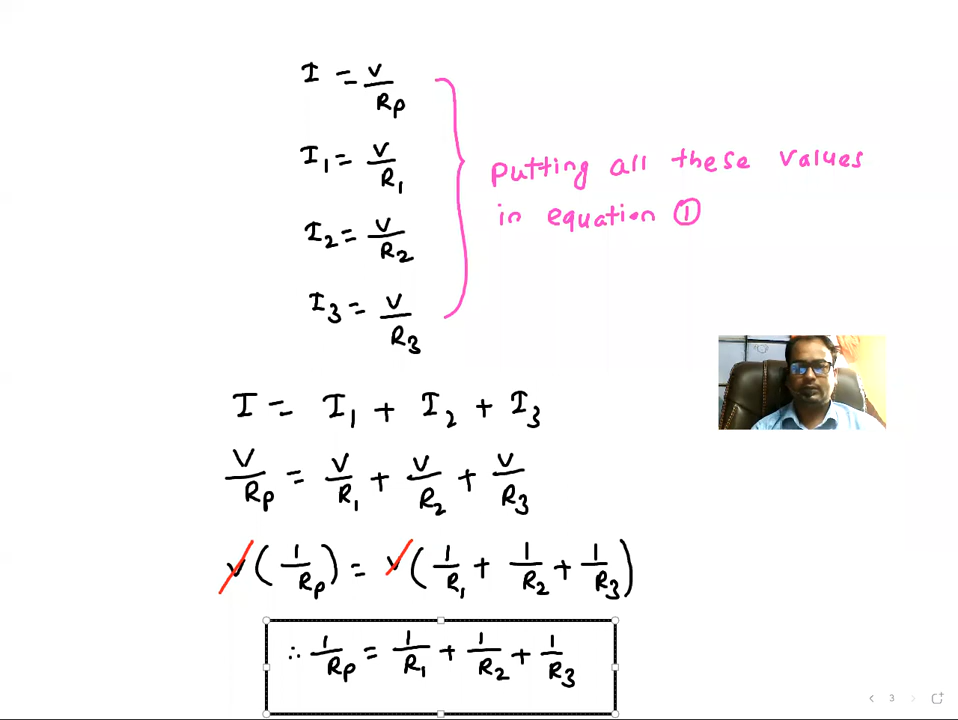 I = V/Rp
I1 = V/R1
I2 = V/R2
I3 = V/R3
Putting all these values
in equation ①
I = I1 + I2 + I3
V/Rp = V/R1 + V/R2 + V/R3
V(1/Rp) = V(1/R1 + 1/R2 + 1/R3)
∴ 1/Rp = 1/R1 + 1/R2 + 1/R3
3